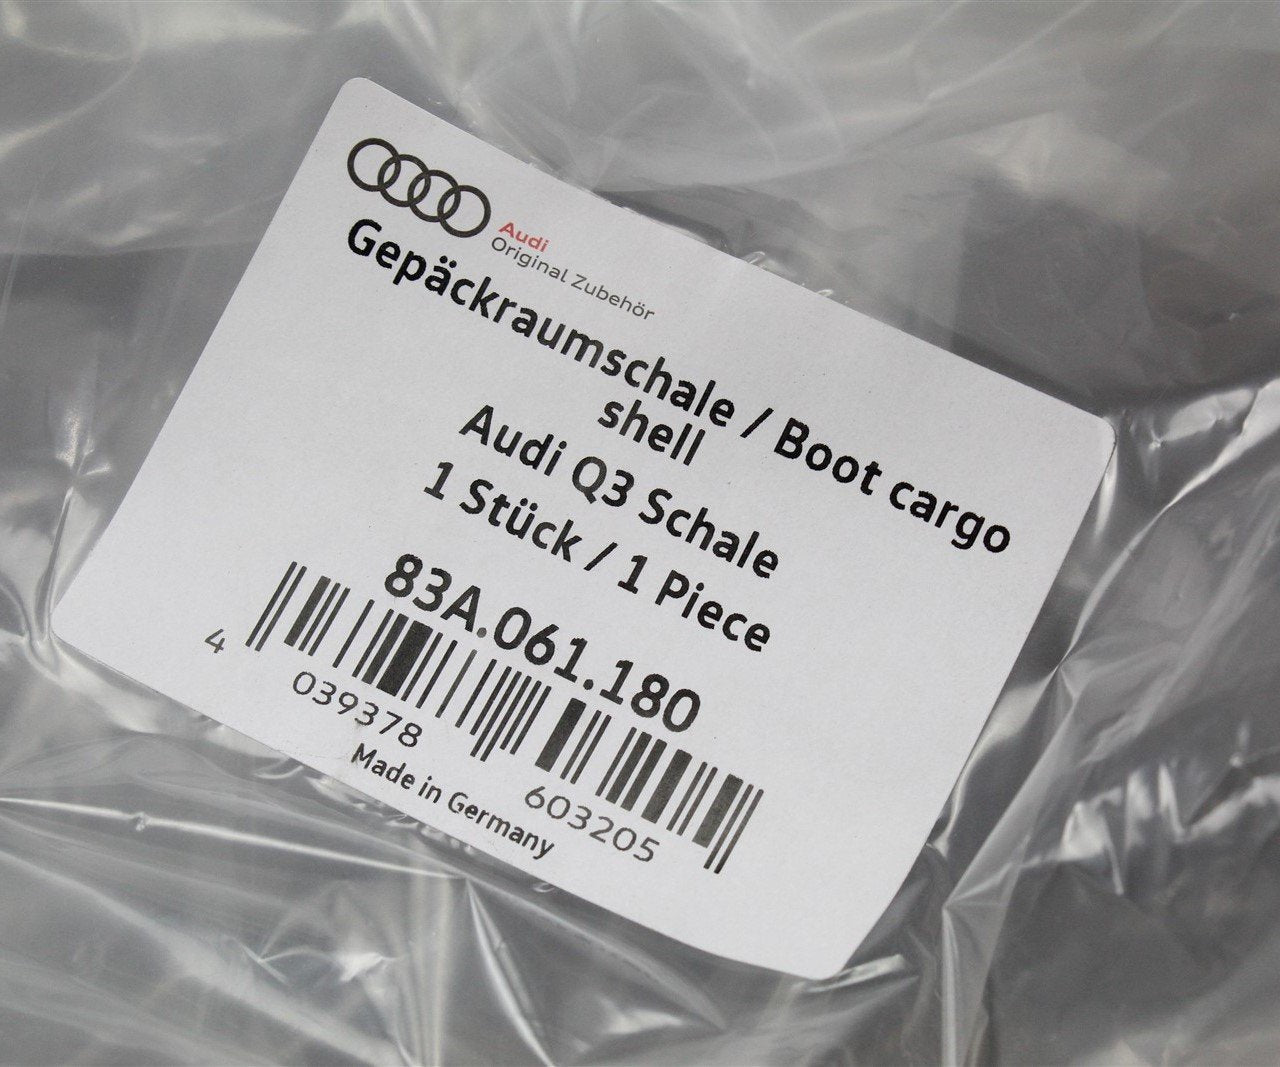 Audi
Original Zubehör
Gepäckraumschale / Boot cargo
shell
Audi Q3 Schale
1 Stück / 1 Piece
83A.061.180
4 039378 603205
Made in Germany